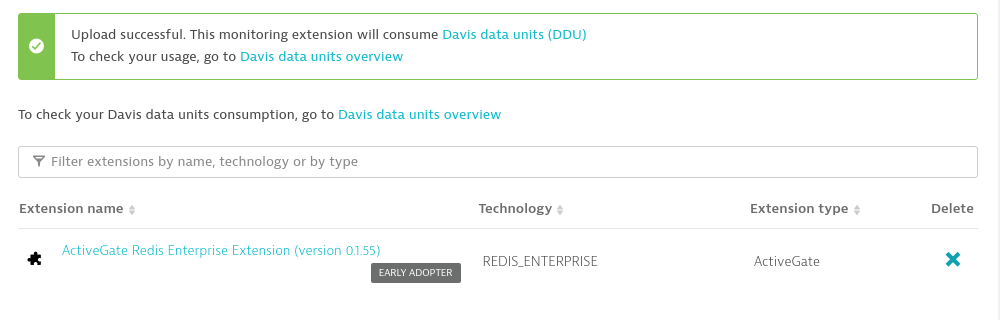 Upload successful. This monitoring extension will consume Davis data units (DDU)
To check your usage, go to Davis data units overview
To check your Davis data units consumption, go to Davis data units overview
Filter extensions by name, technology or by type
Extension name Technology Extension type Delete
ActiveGate Redis Enterprise Extension (version 0.1.55)
EARLY ADOPTER
REDIS_ENTERPRISE ActiveGate